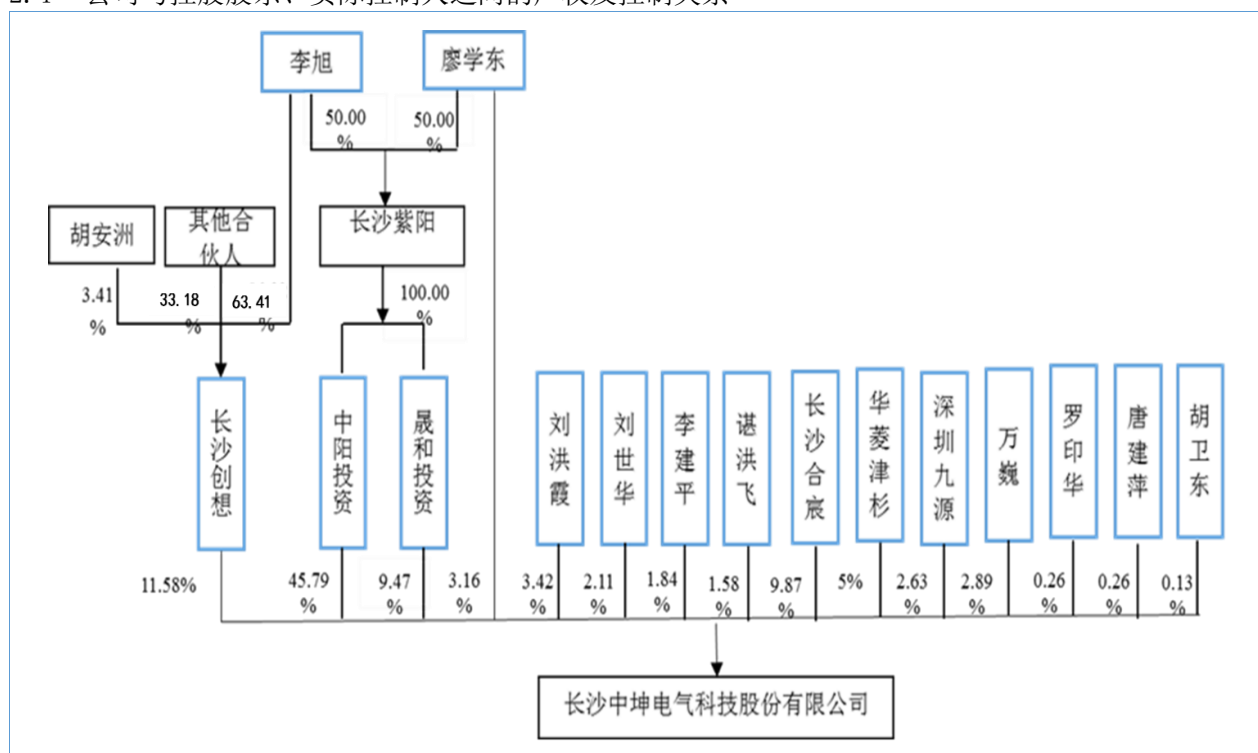 李旭
廖学东
50.00
%
50.00
%
胡安洲
其他合
伙人
长沙紫阳
3.41
%
33.18
%
63.41
%
100.00
%
长沙创想
中阳投资
晟和投资
刘洪霞
刘世华
李建平
谌洪飞
长沙合宸
华菱津杉
深圳九源
万巍
罗印华
唐建萍
胡卫东
11.58%
45.79
%
9.47
%
3.16
%
3.42
%
2.11
%
1.84
%
1.58
%
9.87
%
5%
2.63
%
2.89
%
0.26
%
0.26
%
0.13
%
长沙中坤电气科技股份有限公司